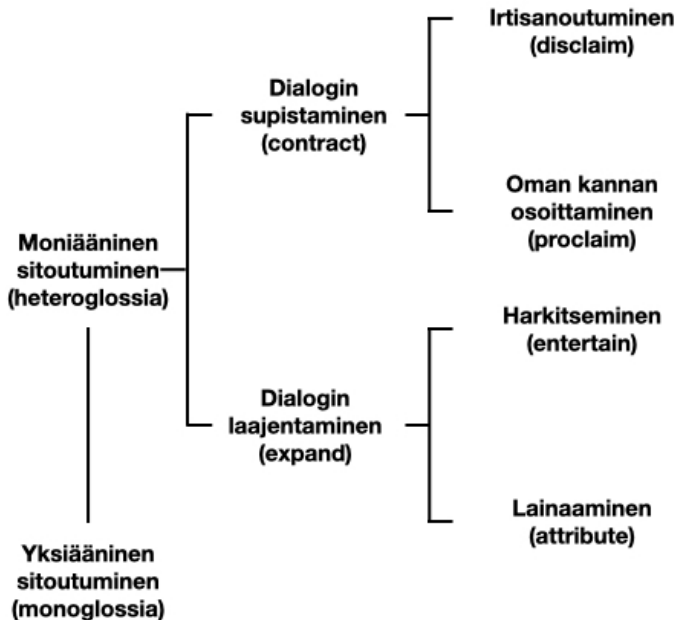 Irtisanoutuminen
(disclaim)
Dialogin
supistaminen
(contract)
Oman kannan
osoittaminen
(proclaim)
Moniääninen
sitoutuminen
(heteroglossia)
Harkitseminen
(entertain)
Dialogin
laajentaminen
(expand)
Lainaaminen
(attribute)
Yksiääninen
sitoutuminen
(monoglossia)